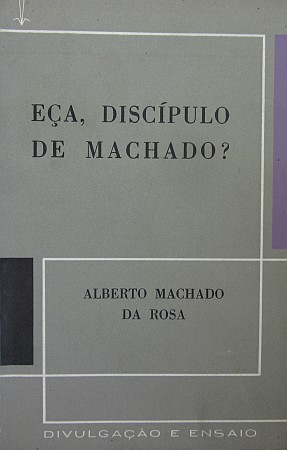 EÇA, DISCÍPULO
DE MACHADO?
ALBERTO MACHADO
DA ROSA
DIVULGAÇÃO E ENSAIO